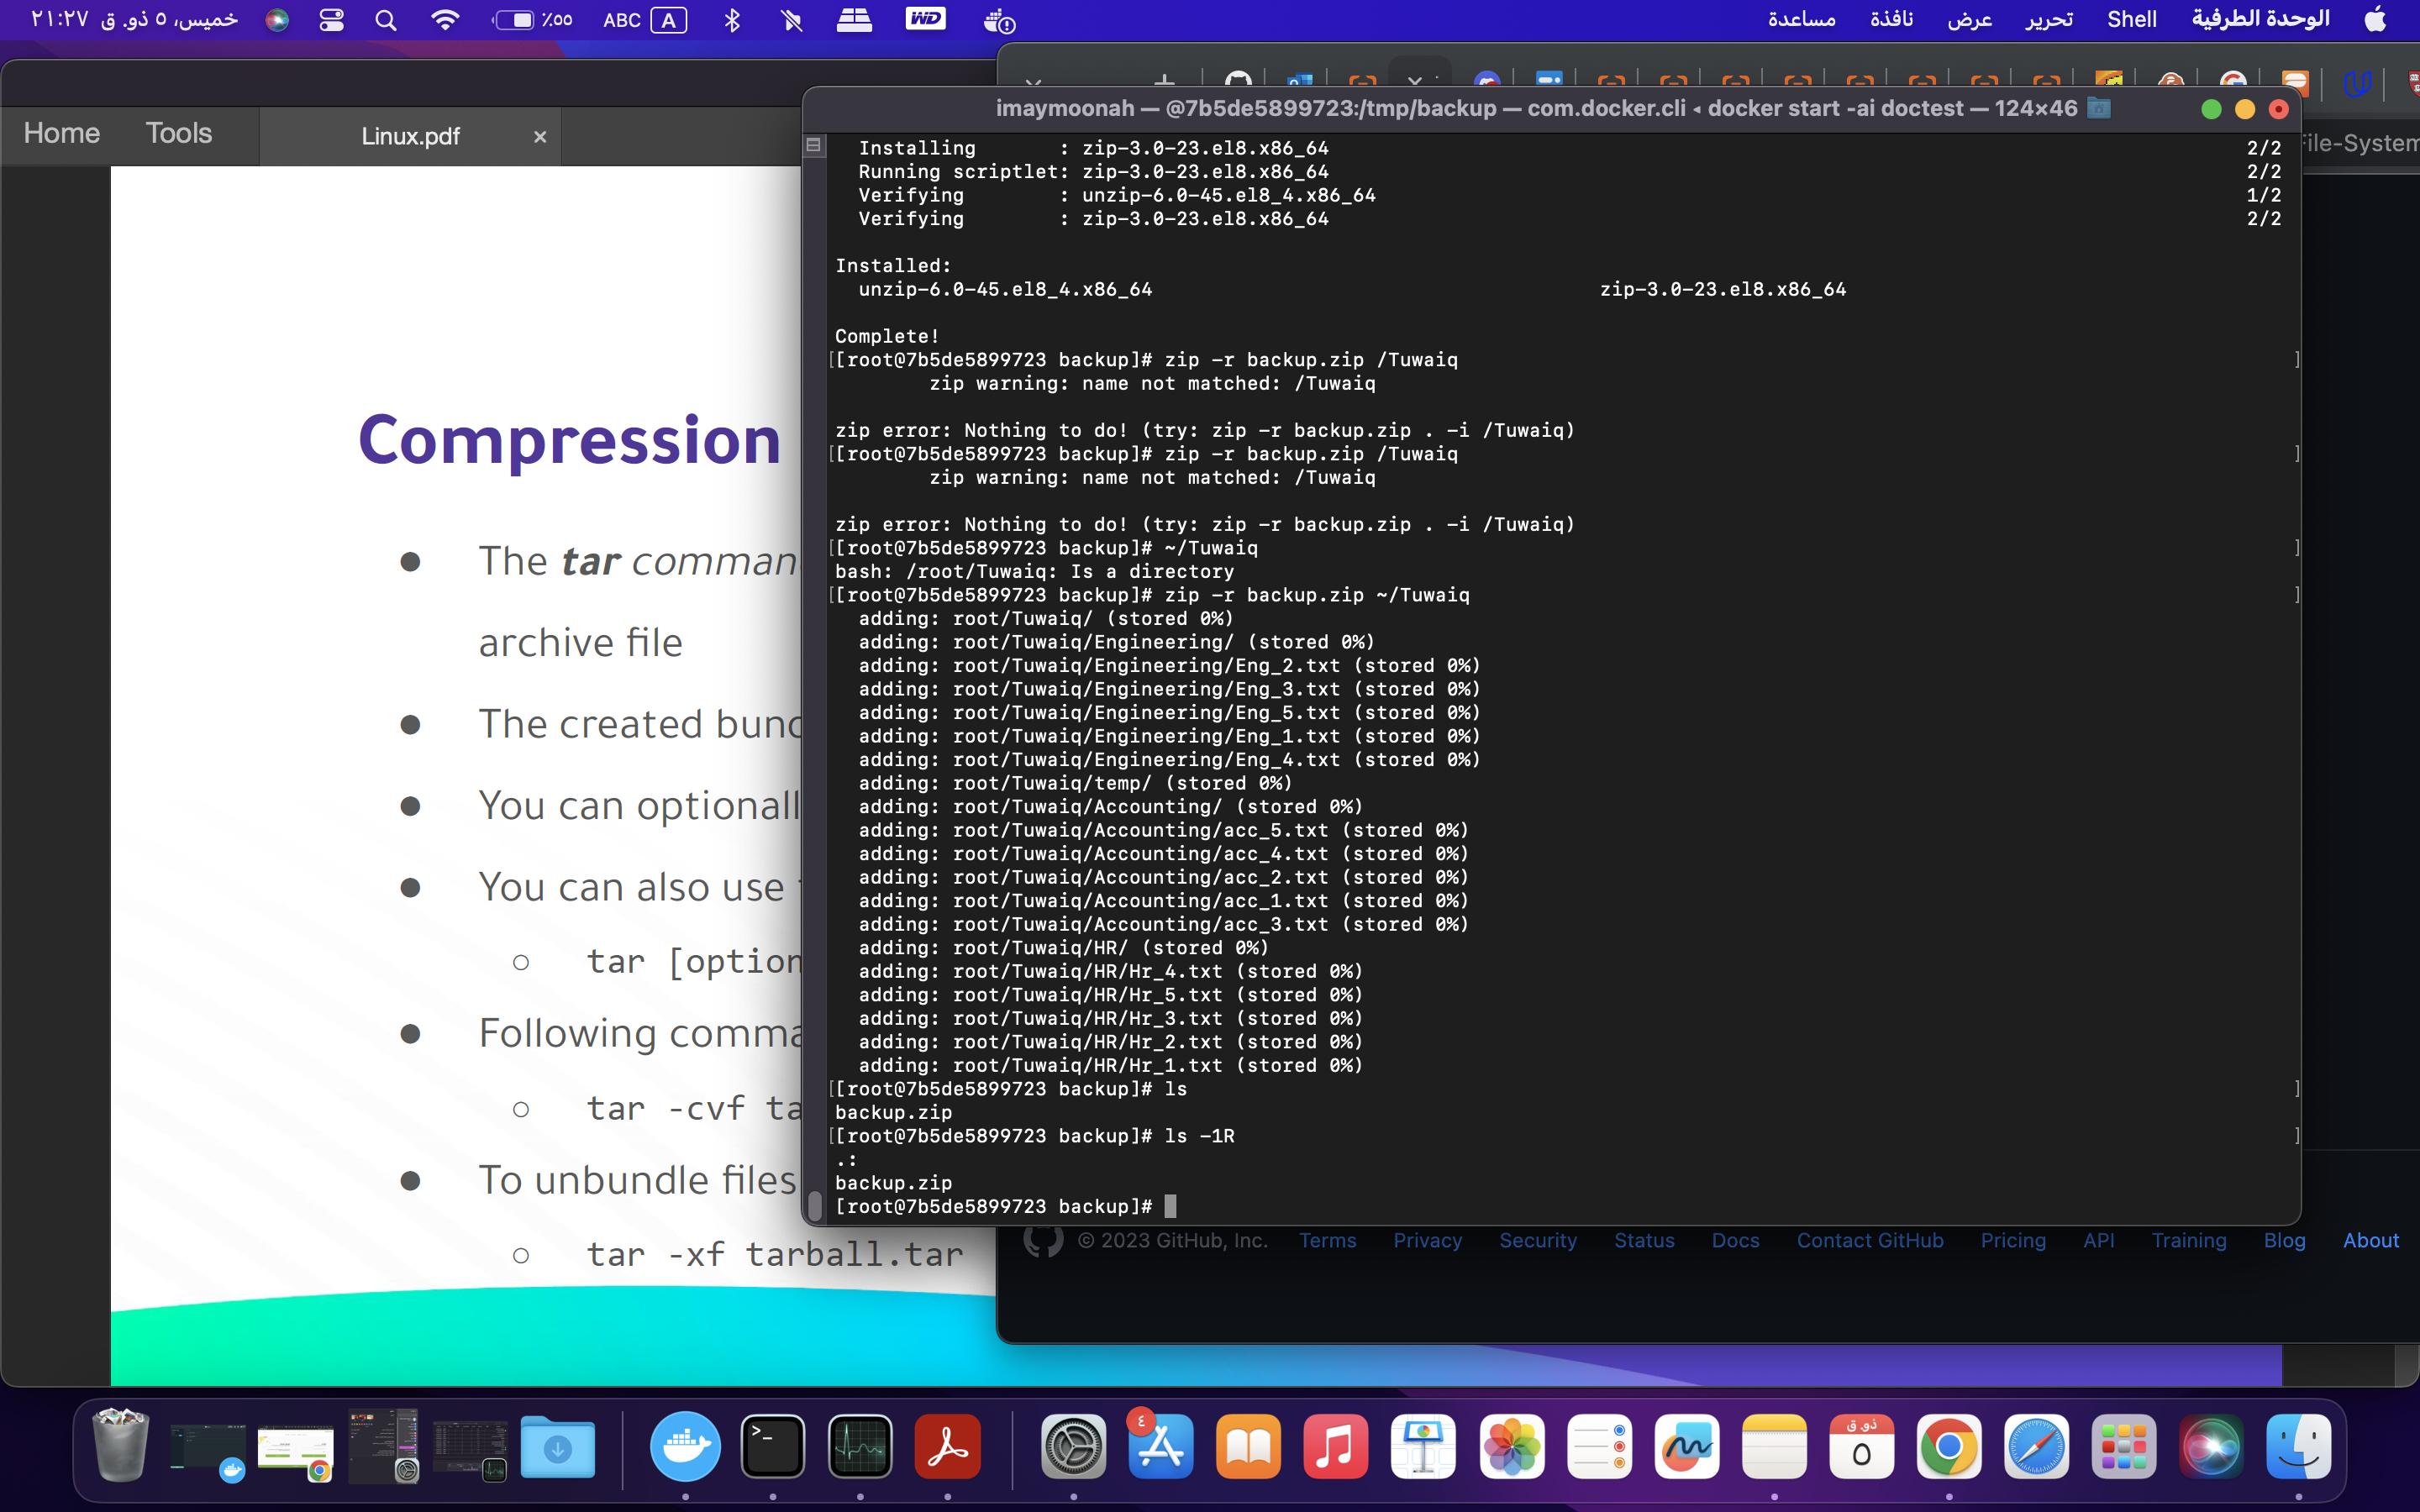 خميس، ٥ ذو. ق ٢١:٢٧
٪٥٥
ABC A
WD
مساعدة
نافذة
عرض
تحرير
Shell
الوحدة الطرفية
Home Tools Linux.pdf ×
Compression
● The tar comman
archive file
● The created bund
● You can optionall
● You can also use
○ tar [option
● Following comma
○ tar -cvf ta
● To unbundle files
○ tar -xf tarball.tar
imaymoonah — @7b5de5899723:/tmp/backup — com.docker.cli ◂ docker start -ai doctest — 124×46
Installing : zip-3.0-23.el8.x86_64 2/2
Running scriptlet: zip-3.0-23.el8.x86_64 2/2
Verifying : unzip-6.0-45.el8_4.x86_64 1/2
Verifying : zip-3.0-23.el8.x86_64 2/2
Installed:
unzip-6.0-45.el8_4.x86_64 zip-3.0-23.el8.x86_64
Complete!
[[root@7b5de5899723 backup]# zip -r backup.zip /Tuwaiq ]
zip warning: name not matched: /Tuwaiq
zip error: Nothing to do! (try: zip -r backup.zip . -i /Tuwaiq)
[[root@7b5de5899723 backup]# zip -r backup.zip /Tuwaiq ]
zip warning: name not matched: /Tuwaiq
zip error: Nothing to do! (try: zip -r backup.zip . -i /Tuwaiq)
[[root@7b5de5899723 backup]# ~/Tuwaiq ]
bash: /root/Tuwaiq: Is a directory
[[root@7b5de5899723 backup]# zip -r backup.zip ~/Tuwaiq ]
adding: root/Tuwaiq/ (stored 0%)
adding: root/Tuwaiq/Engineering/ (stored 0%)
adding: root/Tuwaiq/Engineering/Eng_2.txt (stored 0%)
adding: root/Tuwaiq/Engineering/Eng_3.txt (stored 0%)
adding: root/Tuwaiq/Engineering/Eng_5.txt (stored 0%)
adding: root/Tuwaiq/Engineering/Eng_1.txt (stored 0%)
adding: root/Tuwaiq/Engineering/Eng_4.txt (stored 0%)
adding: root/Tuwaiq/temp/ (stored 0%)
adding: root/Tuwaiq/Accounting/ (stored 0%)
adding: root/Tuwaiq/Accounting/acc_5.txt (stored 0%)
adding: root/Tuwaiq/Accounting/acc_4.txt (stored 0%)
adding: root/Tuwaiq/Accounting/acc_2.txt (stored 0%)
adding: root/Tuwaiq/Accounting/acc_1.txt (stored 0%)
adding: root/Tuwaiq/Accounting/acc_3.txt (stored 0%)
adding: root/Tuwaiq/HR/ (stored 0%)
adding: root/Tuwaiq/HR/Hr_4.txt (stored 0%)
adding: root/Tuwaiq/HR/Hr_5.txt (stored 0%)
adding: root/Tuwaiq/HR/Hr_3.txt (stored 0%)
adding: root/Tuwaiq/HR/Hr_2.txt (stored 0%)
adding: root/Tuwaiq/HR/Hr_1.txt (stored 0%)
[[root@7b5de5899723 backup]# ls ]
backup.zip
[[root@7b5de5899723 backup]# ls -1R ]
.:
backup.zip
[root@7b5de5899723 backup]#
File-System
© 2023 GitHub, Inc. Terms Privacy Security Status Docs Contact GitHub Pricing API Training Blog About
٤
ذو.ق
٥